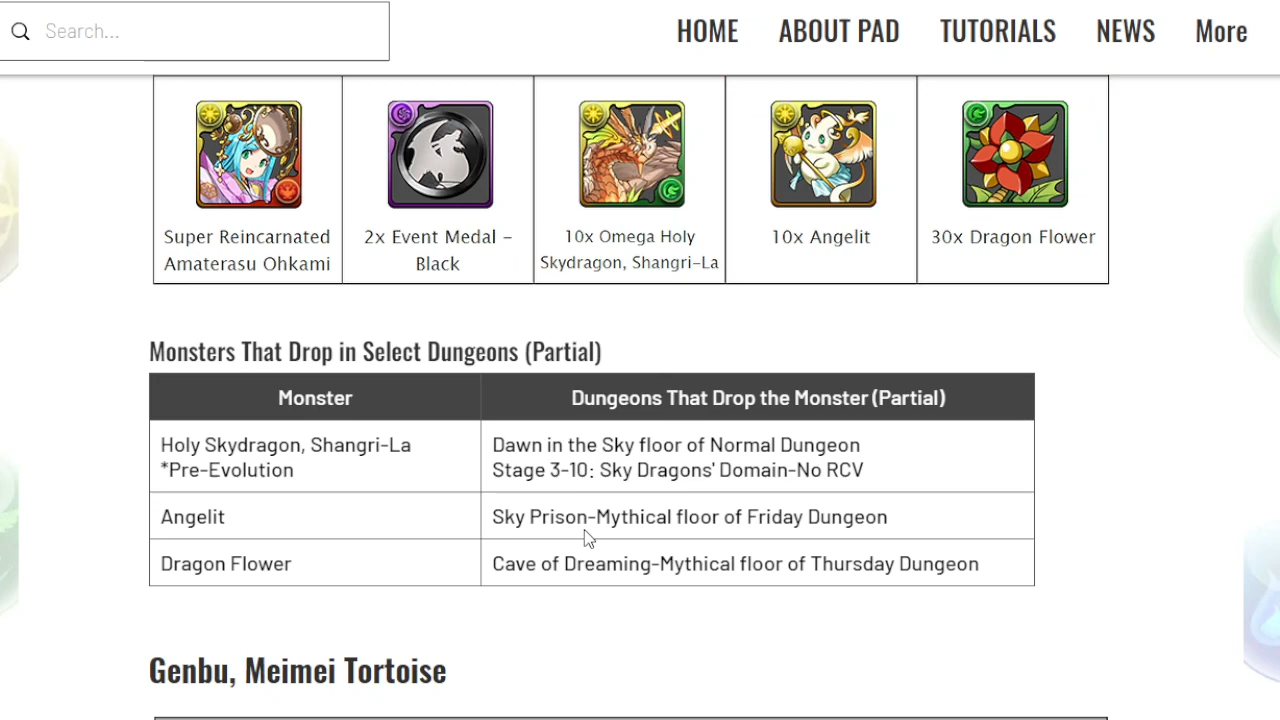 Search...
HOME ABOUT PAD TUTORIALS NEWS More
Super Reincarnated
Amaterasu Ohkami
2x Event Medal –
Black
10x Omega Holy
Skydragon, Shangri-La
10x Angelit
30x Dragon Flower
Monsters That Drop in Select Dungeons (Partial)
Monster Dungeons That Drop the Monster (Partial)
Holy Skydragon, Shangri-La
*Pre-Evolution
Dawn in the Sky floor of Normal Dungeon
Stage 3-10: Sky Dragons' Domain-No RCV
Angelit Sky Prison-Mythical floor of Friday Dungeon
Dragon Flower Cave of Dreaming-Mythical floor of Thursday Dungeon
Genbu, Meimei Tortoise